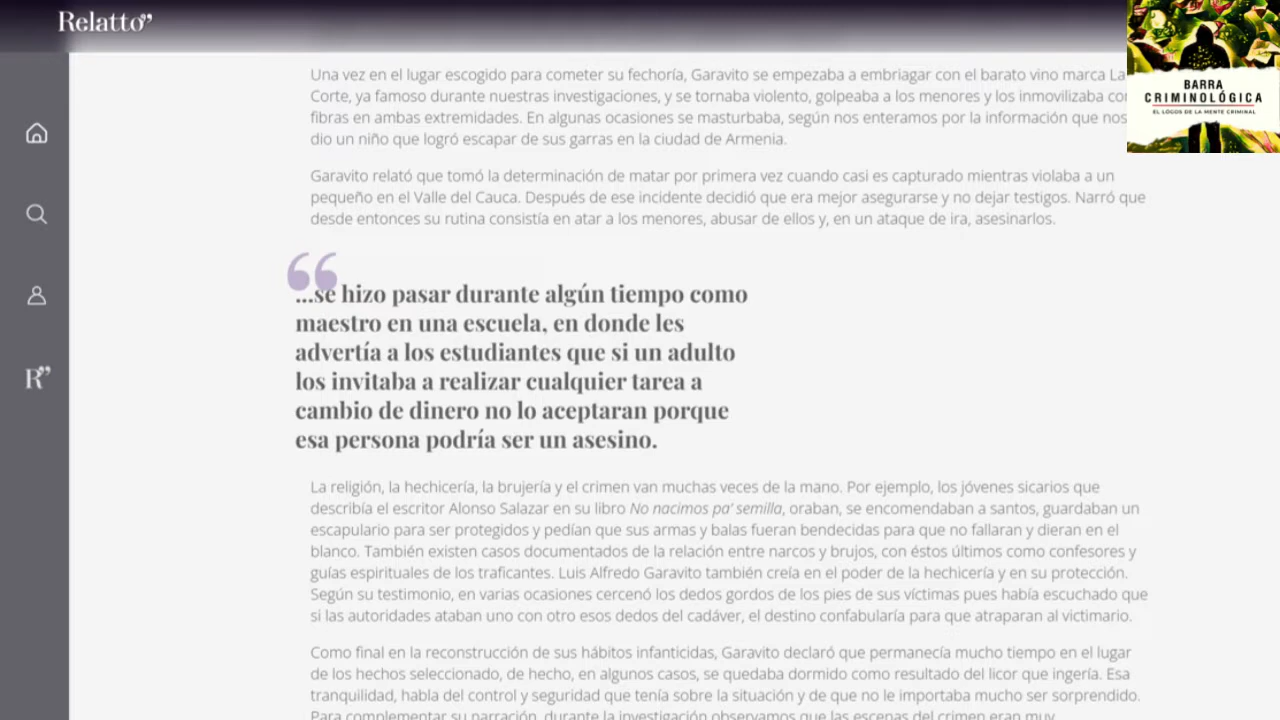 Relatto”
Una vez en el lugar escogido para cometer su fechoría, Garavito se empezaba a embriagar con el barato vino marca La
Corte, ya famoso durante nuestras investigaciones, y se tornaba violento, golpeaba a los menores y los inmovilizaba con
fibras en ambas extremidades. En algunas ocasiones se masturbaba, según nos enteramos por la información que nos
dio un niño que logró escapar de sus garras en la ciudad de Armenia.
BARRA
CRIMINOLÓGICA
EL LOGOS DE LA MENTE CRIMINAL
Garavito relató que tomó la determinación de matar por primera vez cuando casi es capturado mientras violaba a un
pequeño en el Valle del Cauca. Después de ese incidente decidió que era mejor asegurarse y no dejar testigos. Narró que
desde entonces su rutina consistía en atar a los menores, abusar de ellos y, en un ataque de ira, asesinarlos.
“
...se hizo pasar durante algún tiempo como
maestro en una escuela, en donde les
advertía a los estudiantes que si un adulto
los invitaba a realizar cualquier tarea a
cambio de dinero no lo aceptaran porque
esa persona podría ser un asesino.
R”
La religión, la hechicería, la brujería y el crimen van muchas veces de la mano. Por ejemplo, los jóvenes sicarios que
describía el escritor Alonso Salazar en su libro No nacimos pa' semilla, oraban, se encomendaban a santos, guardaban un
escapulario para ser protegidos y pedían que sus armas y balas fueran bendecidas para que no fallaran y dieran en el
blanco. También existen casos documentados de la relación entre narcos y brujos, con éstos últimos como confesores y
guías espirituales de los traficantes. Luis Alfredo Garavito también creía en el poder de la hechicería y en su protección.
Según su testimonio, en varias ocasiones cercenó los dedos gordos de los pies de sus víctimas pues había escuchado que
si las autoridades ataban uno con otro esos dedos del cadáver, el destino confabularía para que atraparan al victimario.
Como final en la reconstrucción de sus hábitos infanticidas, Garavito declaró que permanecía mucho tiempo en el lugar
de los hechos seleccionado, de hecho, en algunos casos, se quedaba dormido como resultado del licor que ingería. Esa
tranquilidad, habla del control y seguridad que tenía sobre la situación y de que no le importaba mucho ser sorprendido.
Para complementar su narración, durante la investigación observamos que las escenas del crimen eran muy